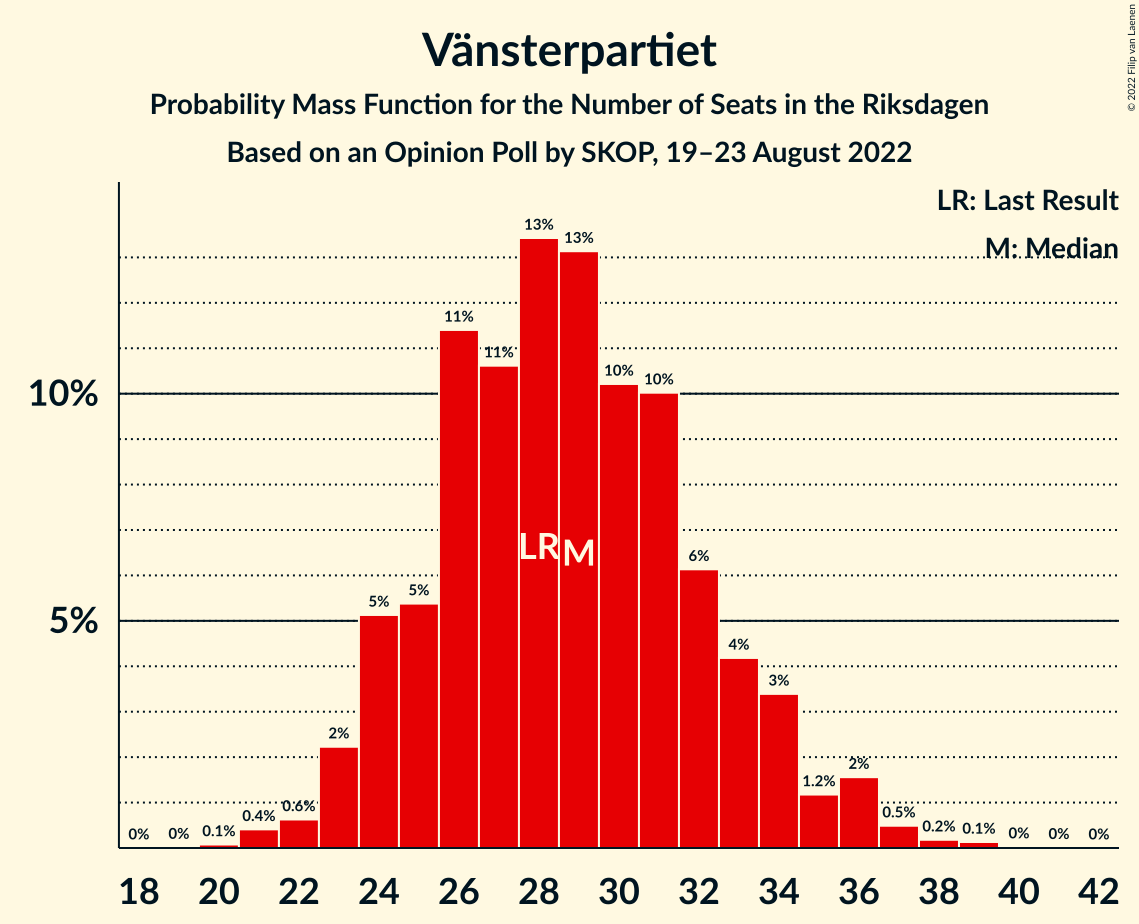 Vänsterpartiet
Probability Mass Function for the Number of Seats in the Riksdagen
Based on an Opinion Poll by SKOP, 19–23 August 2022
© 2022 Filip van Laenen
LR: Last Result
M: Median
10%
5%
0% 0% 0.1% 0.4% 0.6% 2% 5% 5% 11% 11% 13% 13% 10% 10% 6% 4% 3% 1.2% 2% 0.5% 0.2% 0.1% 0% 0% 0%
LR M
18 20 22 24 26 28 30 32 34 36 38 40 42